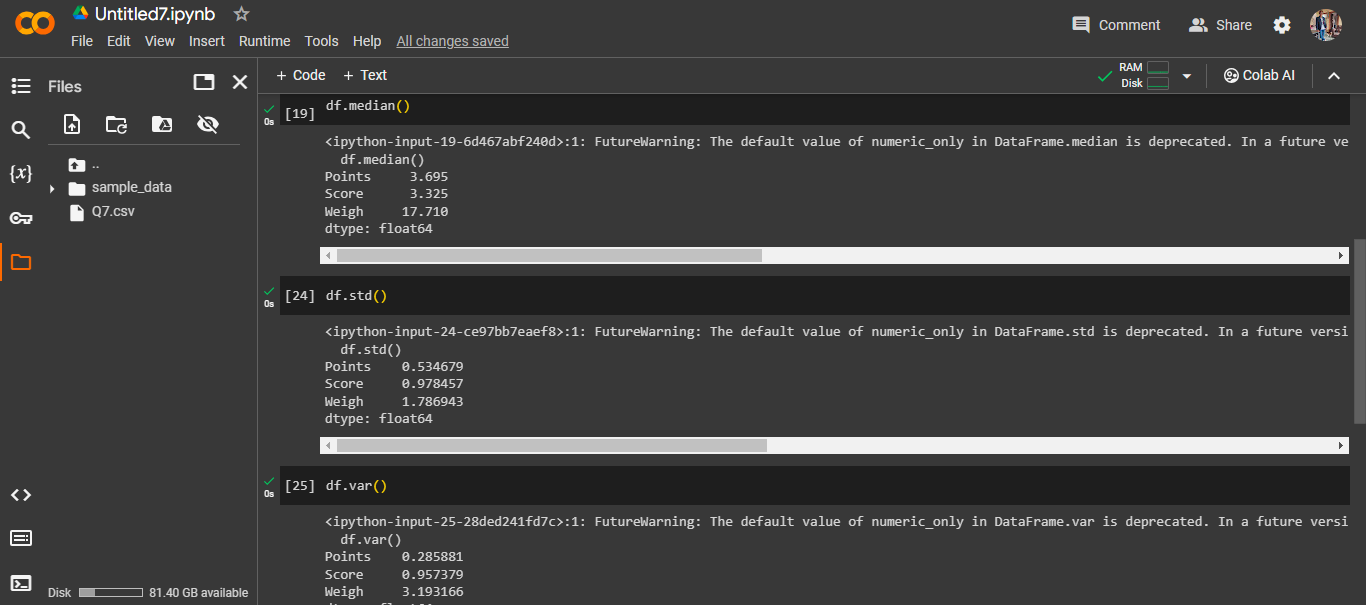 Untitled7.ipynb
File Edit View Insert Runtime Tools Help All changes saved
Comment
Share
Files
+ Code + Text
RAM
Disk
Colab AI
..
sample_data
Q7.csv
{x}
Disk 81.40 GB available
0s
[19] df.median()
<ipython-input-19-6d467abf240d>:1: FutureWarning: The default value of numeric_only in DataFrame.median is deprecated. In a future ve
df.median()
Points 3.695
Score 3.325
Weigh 17.710
dtype: float64
0s
[24] df.std()
<ipython-input-24-ce97bb7eaef8>:1: FutureWarning: The default value of numeric_only in DataFrame.std is deprecated. In a future versi
df.std()
Points 0.534679
Score 0.978457
Weigh 1.786943
dtype: float64
0s
[25] df.var()
<ipython-input-25-28ded241fd7c>:1: FutureWarning: The default value of numeric_only in DataFrame.var is deprecated. In a future versi
df.var()
Points 0.285881
Score 0.957379
Weigh 3.193166